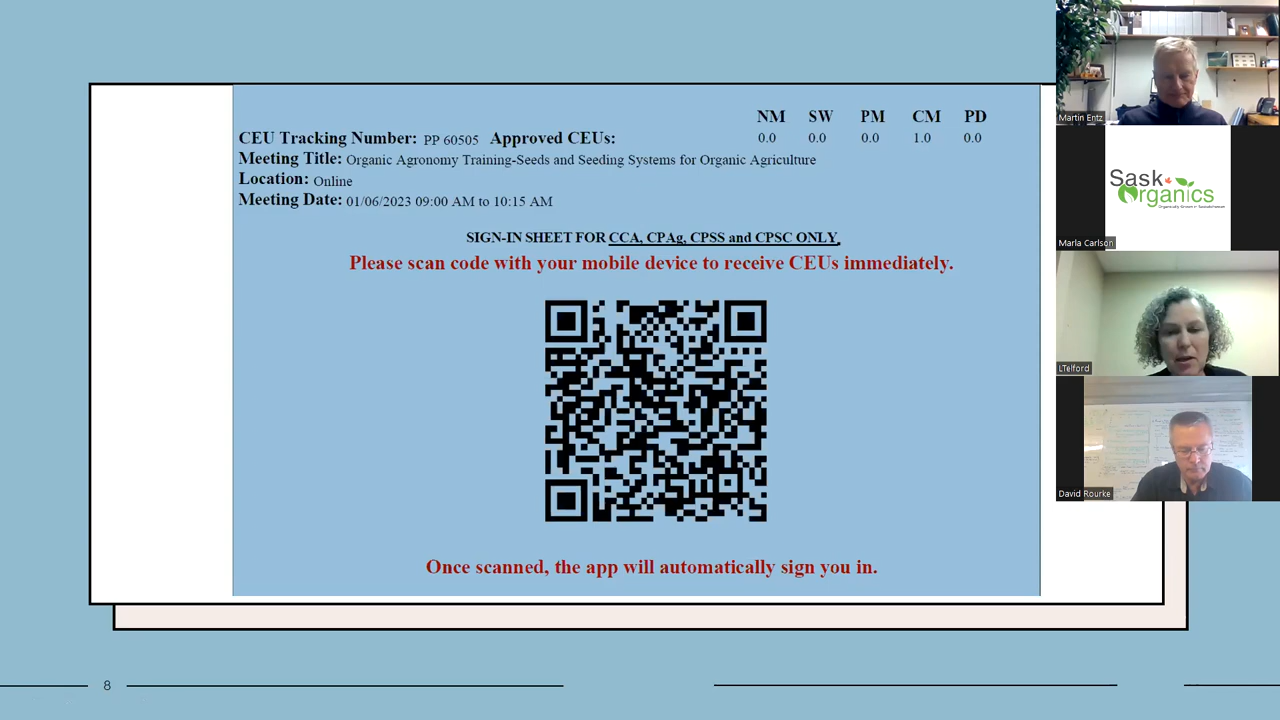 NM SW PM CM PD
CEU Tracking Number: PP 60505 Approved CEUs: 0.0 0.0 0.0 1.0 0.0
Meeting Title: Organic Agronomy Training-Seeds and Seeding Systems for Organic Agriculture
Location: Online
Meeting Date: 01/06/2023 09:00 AM to 10:15 AM
SIGN-IN SHEET FOR CCA, CPAg, CPSS and CPSC ONLY.
Please scan code with your mobile device to receive CEUs immediately.
Once scanned, the app will automatically sign you in.
8
Martin Entz
Sask
Organics
Marla Carlson
LTelford
David Rourke